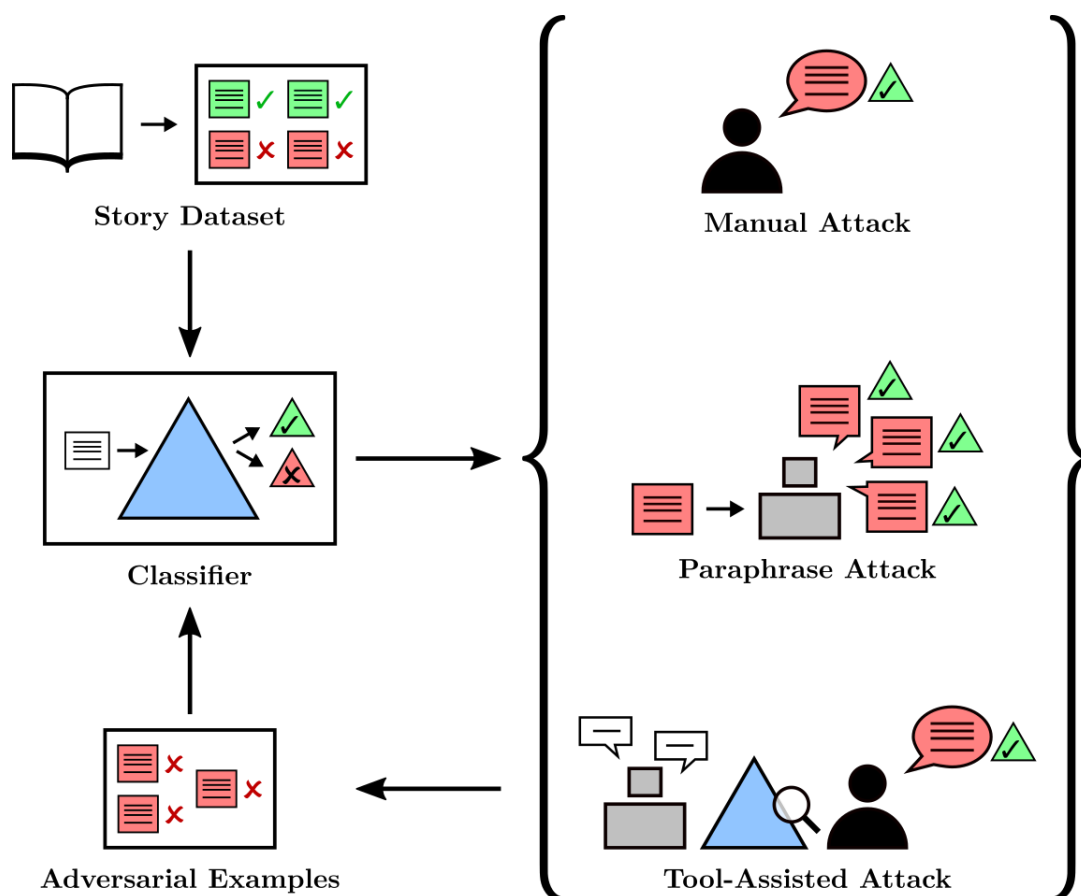 Story Dataset
Manual Attack
Classifier
Paraphrase Attack
Adversarial Examples
Tool-Assisted Attack